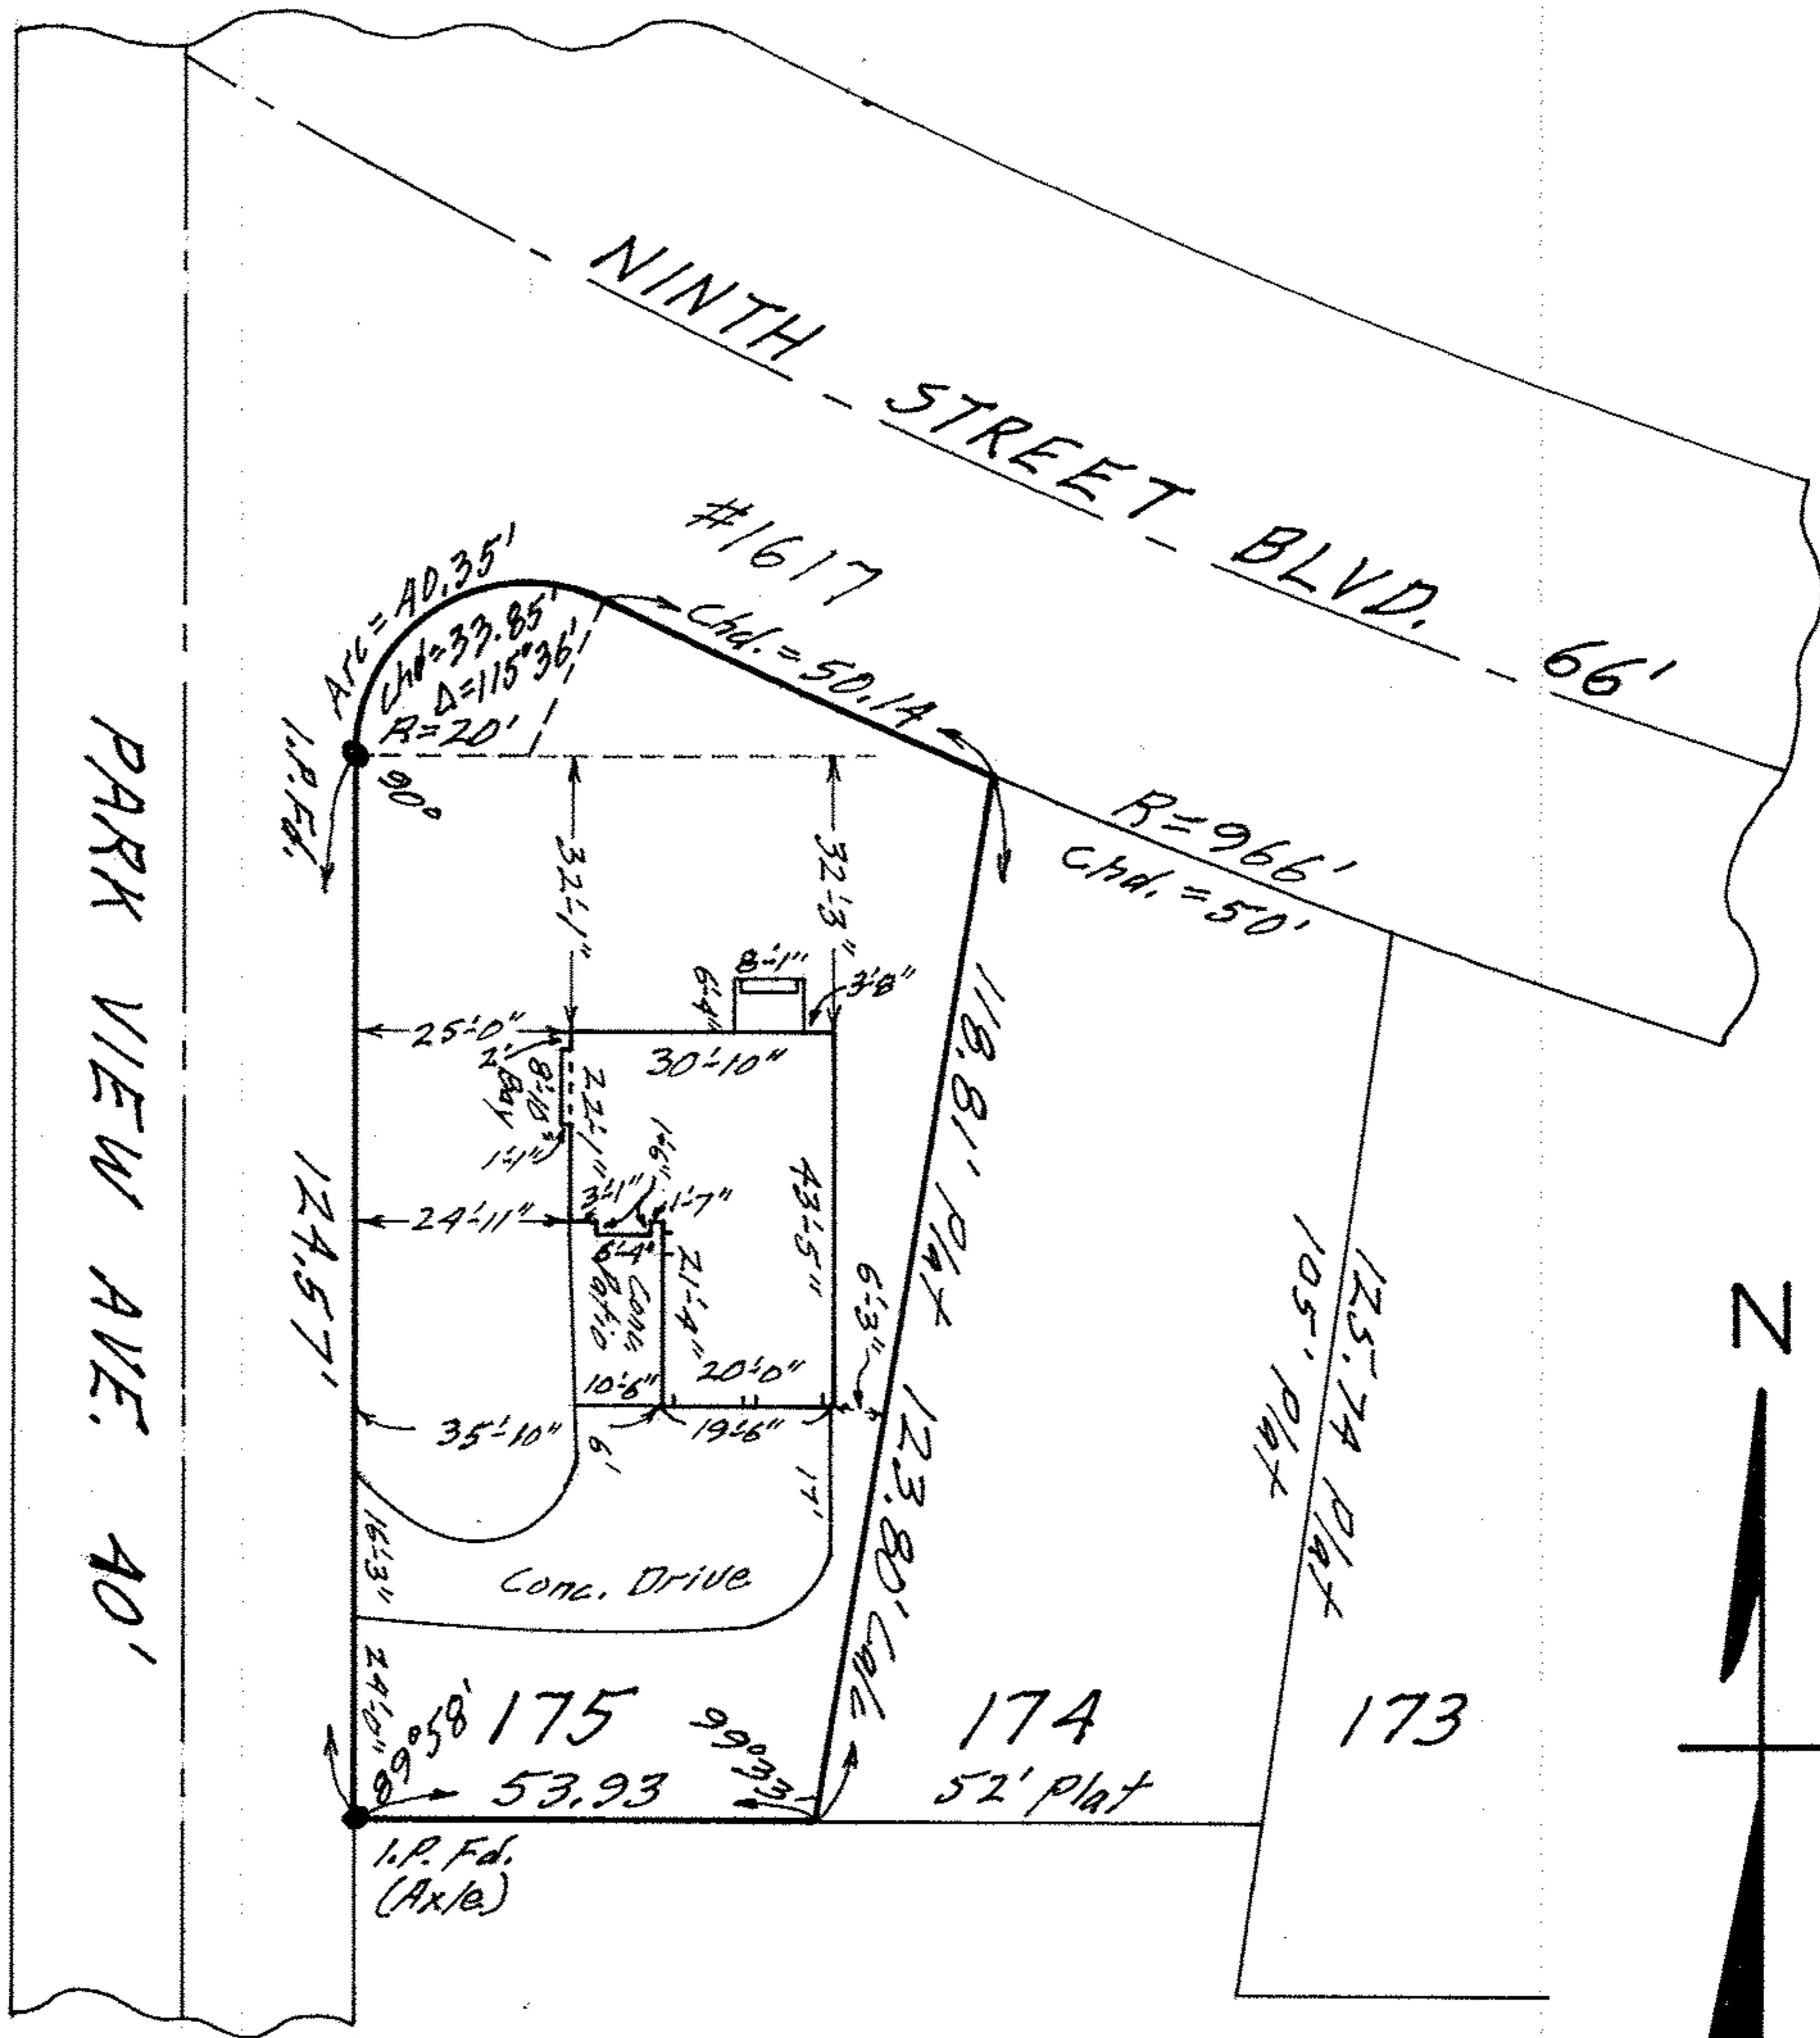 NINTH STREET BLVD. 66'
#1617
Arc = 40.35'
Chd = 33.85'
Δ=115°36'
R=20'
Chd. = 50.14
I.P. Fd.
90°
R=966'
Chd. = 50'
32'-1"
32'-3"
8'-1"
6'-4"
3'-8"
25'-0"
2'
8'-10"
Bay
1'-1"
30'-10"
22'-1"
118.81' Plat
PARK VIEW AVE. 40'
124.57'
24'-11"
3'-1"
1'-6"
1'-7"
6'-4"
Conc.
Patio
21'-4"
43'-5"
6'-3"
125.74 Plat
105.' Plat
N
20'-0"
10'-6"
35'-10"
6'
19'-6"
17'
123.80' Calc
16'-3"
Conc. Drive
24'-0"
89°58'
175
99°33'
174
173
53.93
52' Plat
I.P. Fd.
(Axle)